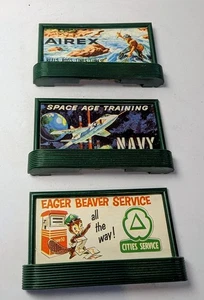 AIREX
SPACE AGE TRAINING
NAVY
EAGER BEAVER SERVICE
all
the
way!
CITIES SERVICE